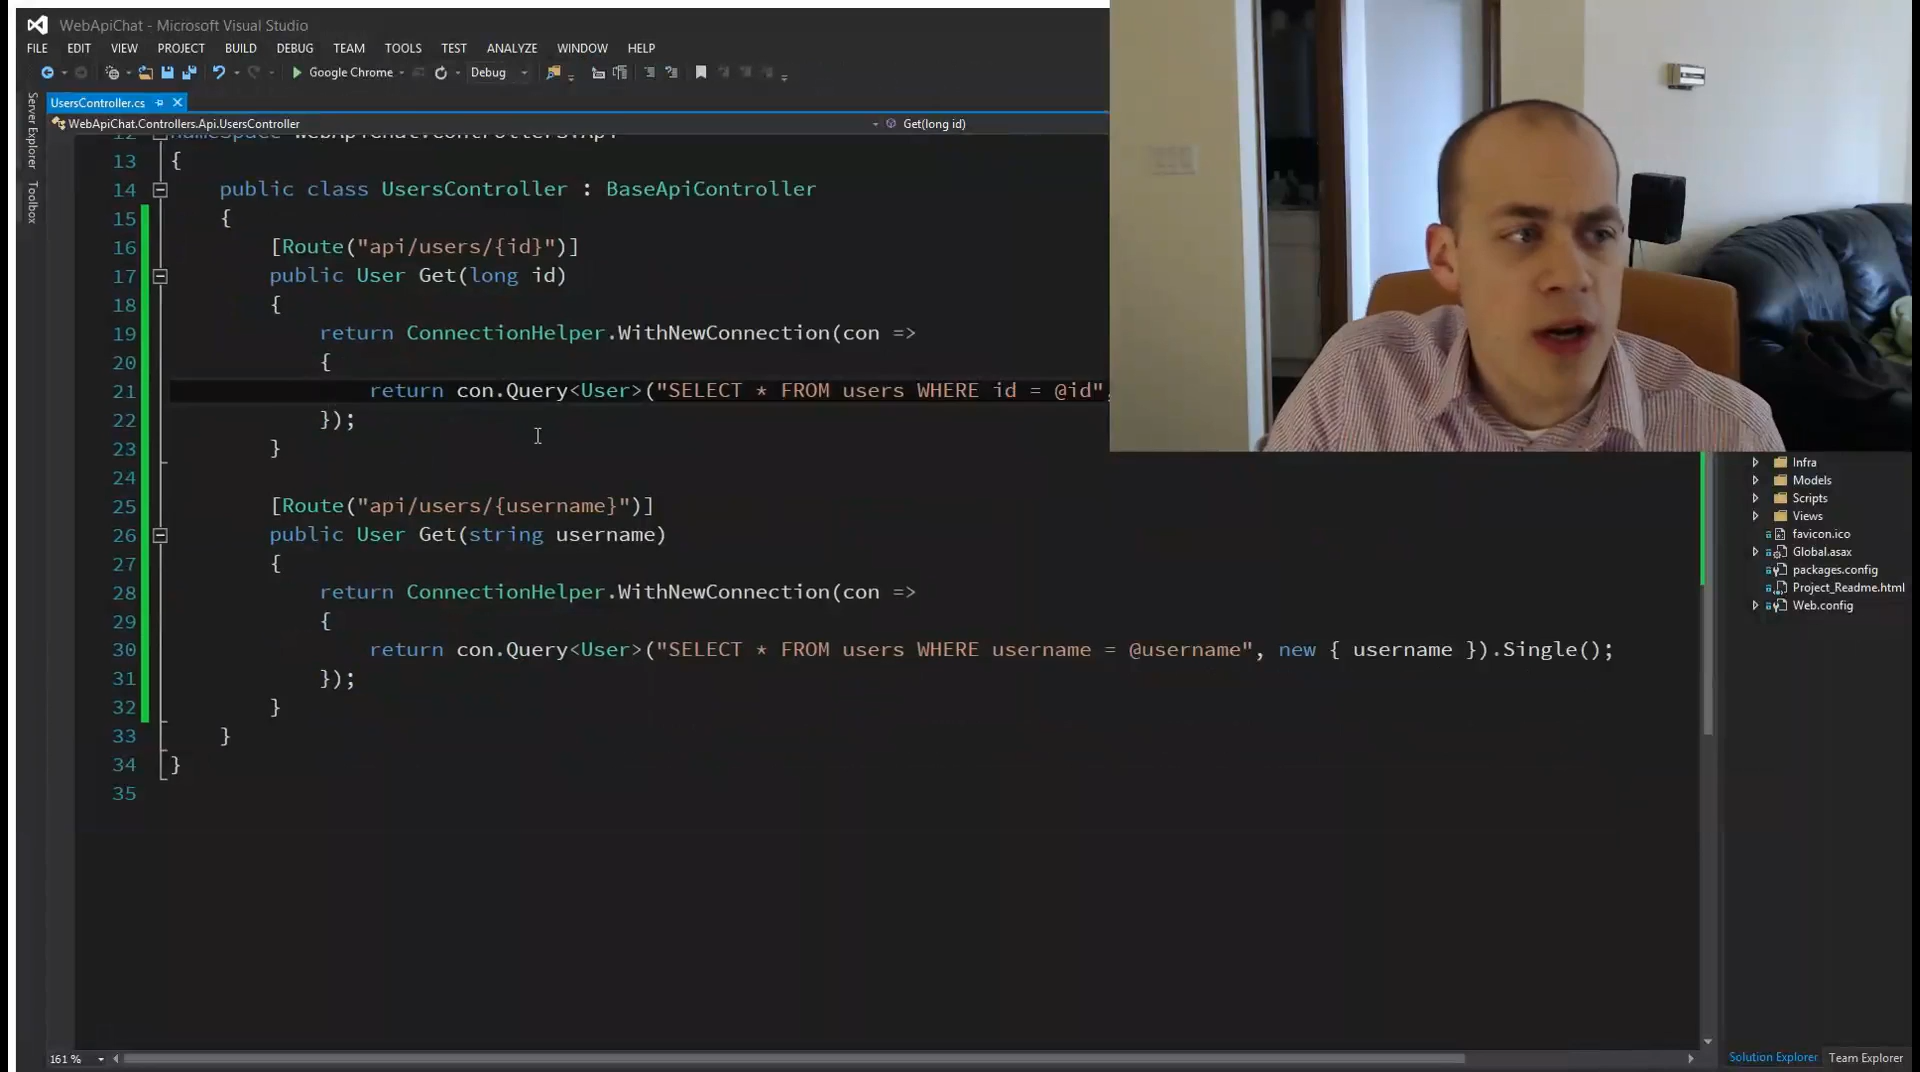 WebApiChat - Microsoft Visual Studio
FILE EDIT VIEW PROJECT BUILD DEBUG TEAM TOOLS TEST ANALYZE WINDOW HELP
Google Chrome Debug
UsersController.cs
WebApiChat.Controllers.Api.UsersController Get(long id)
Server Explorer
Toolbox
12 namespace WebApiChat.Controllers.Api
13 {
14 public class UsersController : BaseApiController
15 {
16 [Route("api/users/{id}")]
17 public User Get(long id)
18 {
19 return ConnectionHelper.WithNewConnection(con =>
20 {
21 return con.Query<User>("SELECT * FROM users WHERE id = @id",
22 });
23 }
24
25 [Route("api/users/{username}")]
26 public User Get(string username)
27 {
28 return ConnectionHelper.WithNewConnection(con =>
29 {
30 return con.Query<User>("SELECT * FROM users WHERE username = @username", new { username }).Single();
31 });
32 }
33 }
34 }
35
Infra
Models
Scripts
Views
favicon.ico
Global.asax
packages.config
Project_Readme.html
Web.config
161 %
Solution Explorer Team Explorer